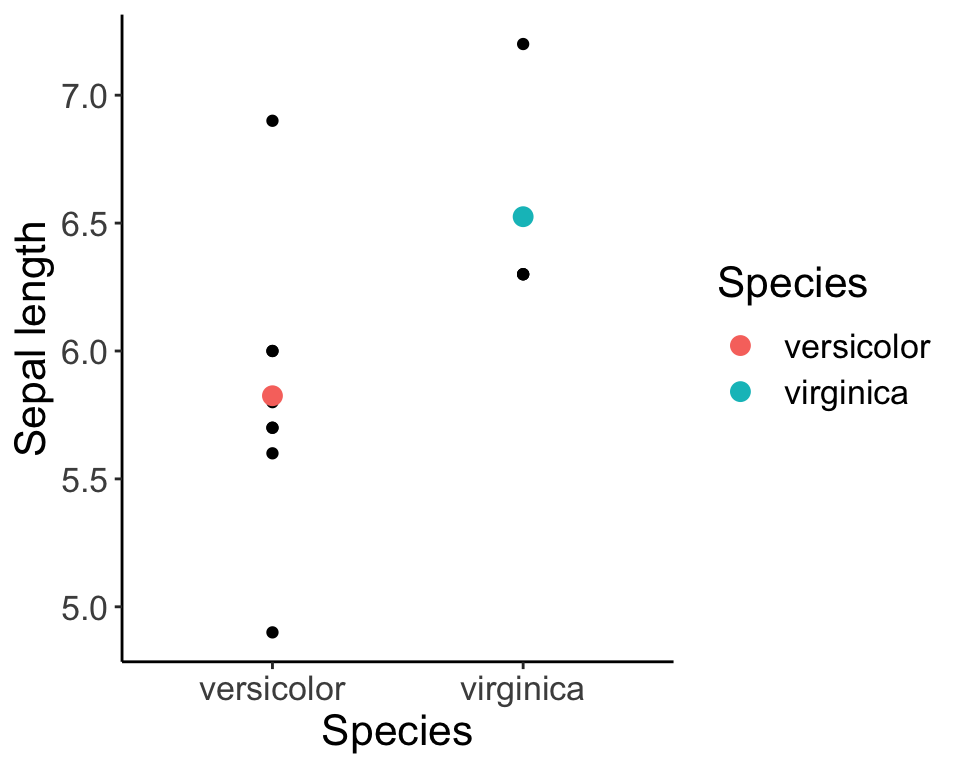 Sepal length
7.0
6.5
6.0
5.5
5.0
versicolor virginica
Species
Species
versicolor
virginica